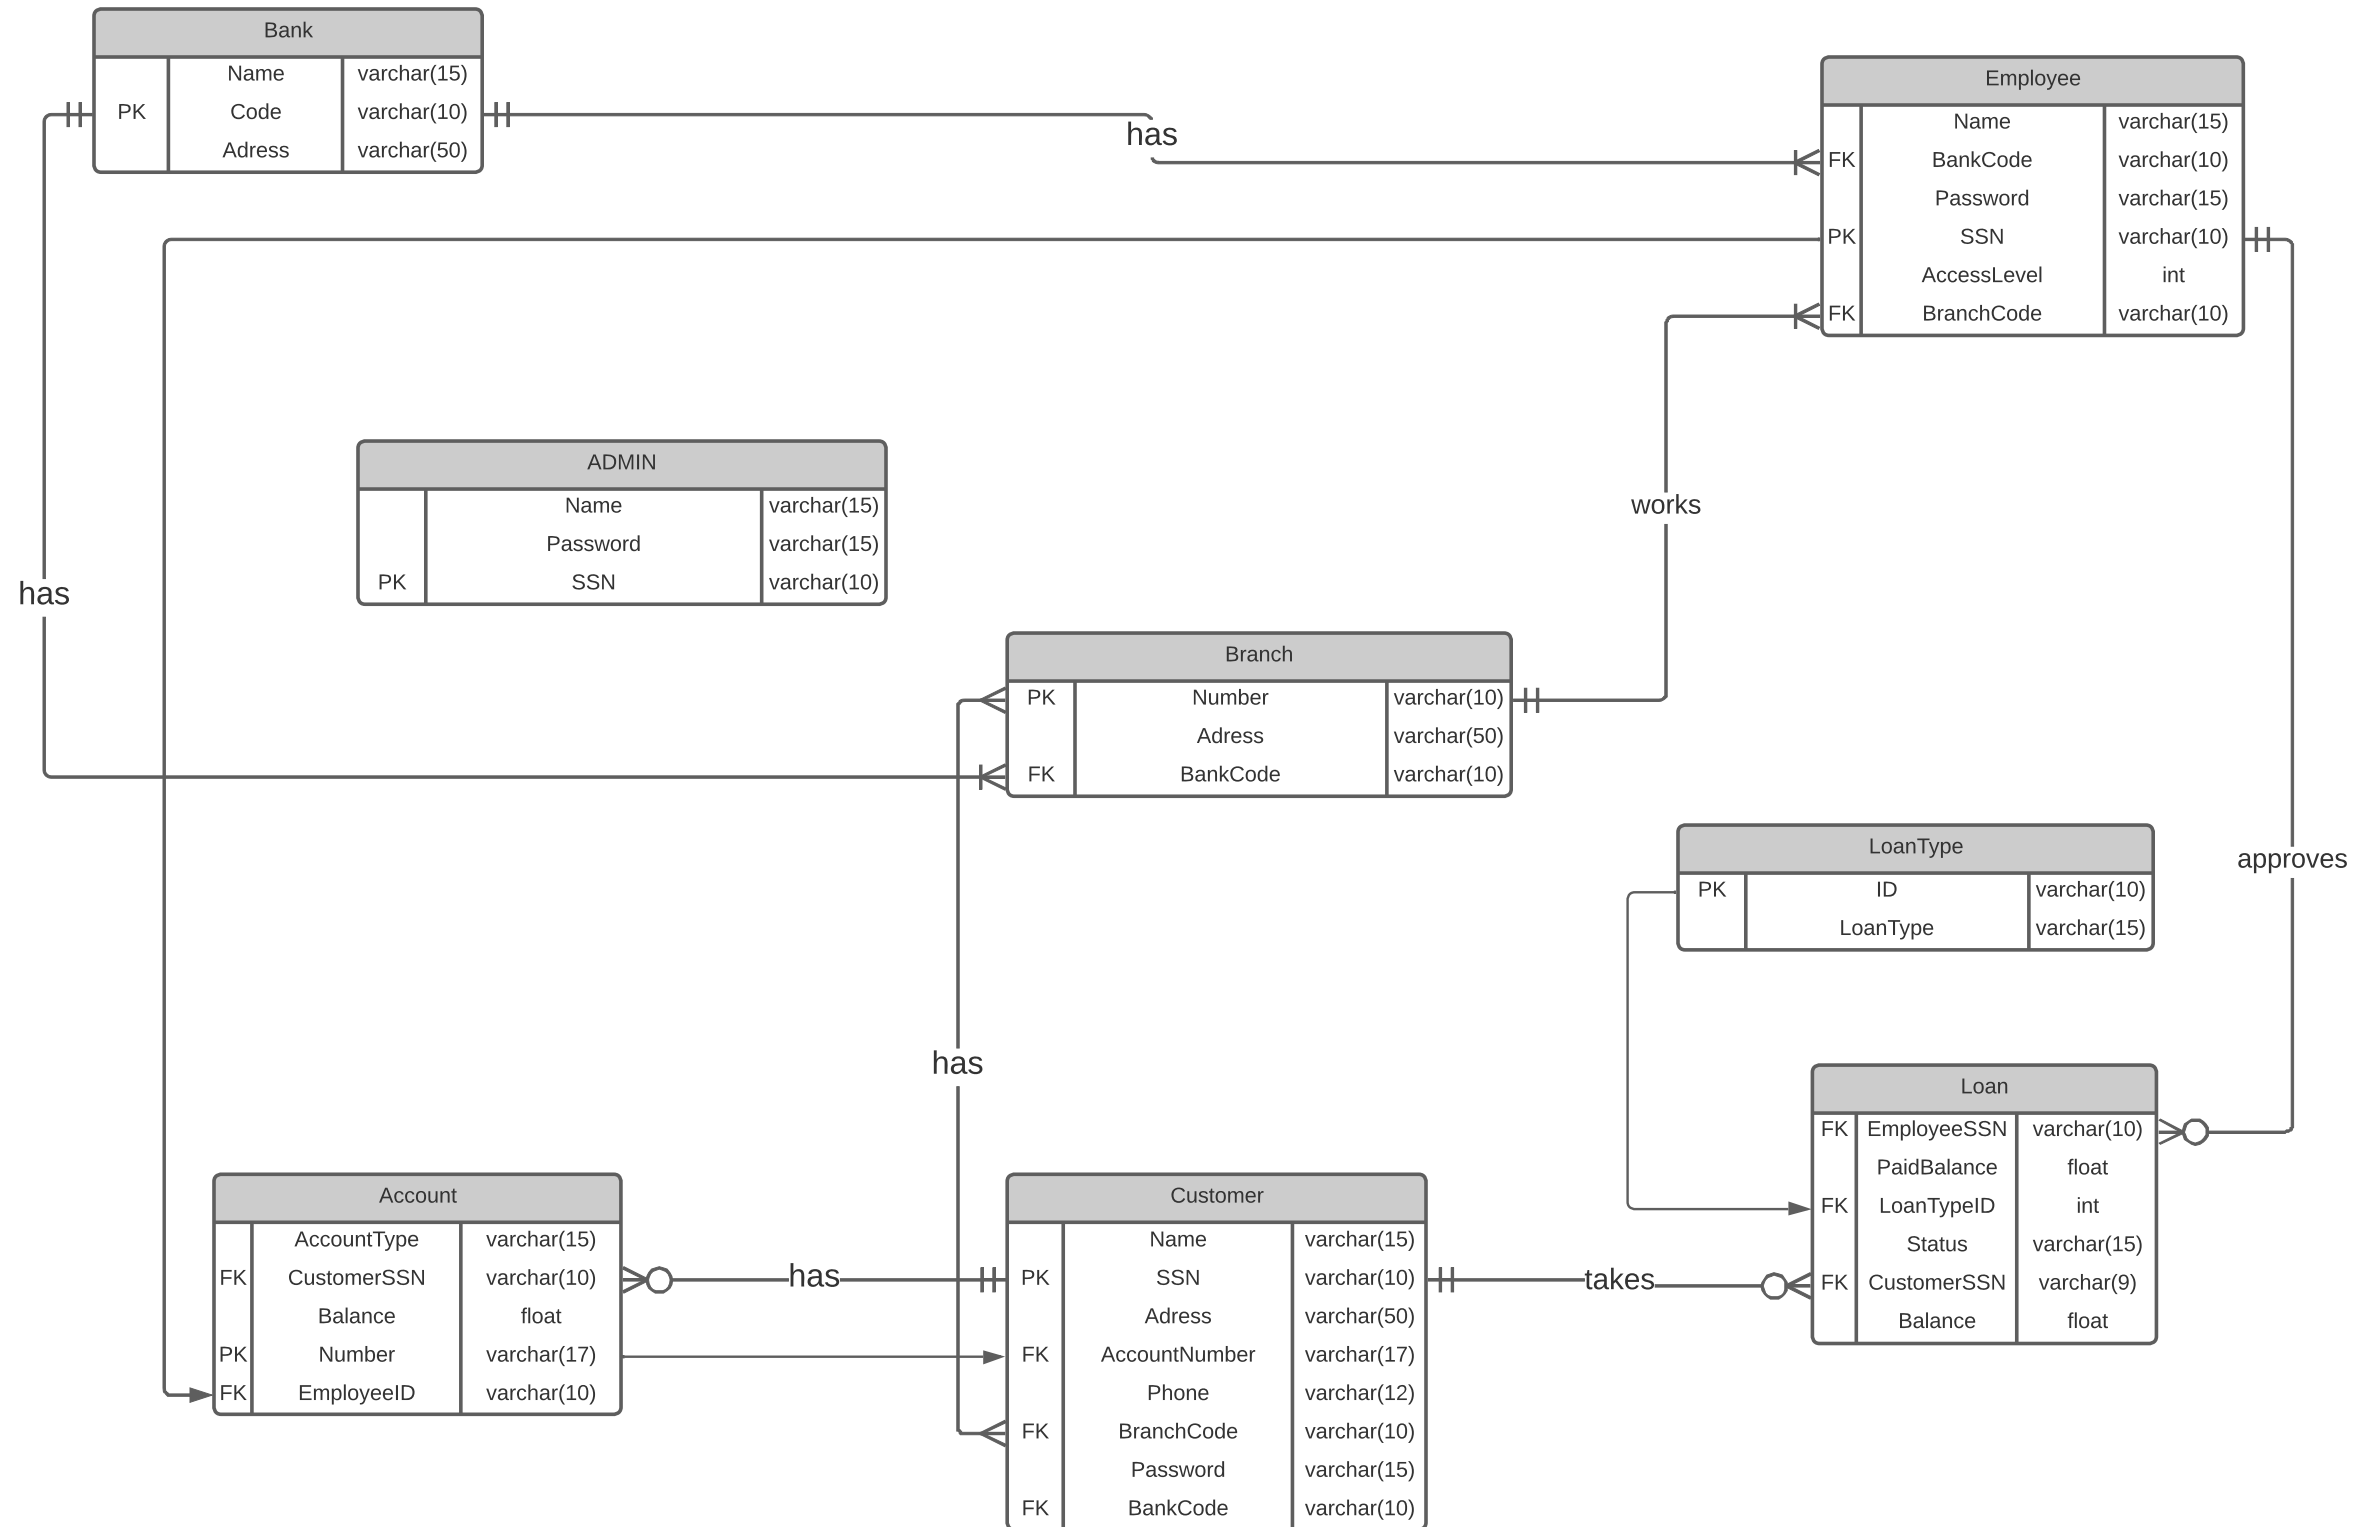 Bank
Name varchar(15)
PK Code varchar(10)
Adress varchar(50)
has
Employee
Name varchar(15)
FK BankCode varchar(10)
Password varchar(15)
PK SSN varchar(10)
AccessLevel int
FK BranchCode varchar(10)
ADMIN
Name varchar(15)
Password varchar(15)
PK SSN varchar(10)
works
has
Branch
PK Number varchar(10)
Adress varchar(50)
FK BankCode varchar(10)
LoanType
PK ID varchar(10)
LoanType varchar(15)
approves
has
Loan
FK EmployeeSSN varchar(10)
PaidBalance float
FK LoanTypeID int
Status varchar(15)
FK CustomerSSN varchar(9)
Balance float
Account
AccountType varchar(15)
FK CustomerSSN varchar(10)
Balance float
PK Number varchar(17)
FK EmployeeID varchar(10)
has
Customer
Name varchar(15)
PK SSN varchar(10)
Adress varchar(50)
FK AccountNumber varchar(17)
Phone varchar(12)
FK BranchCode varchar(10)
Password varchar(15)
FK BankCode varchar(10)
takes